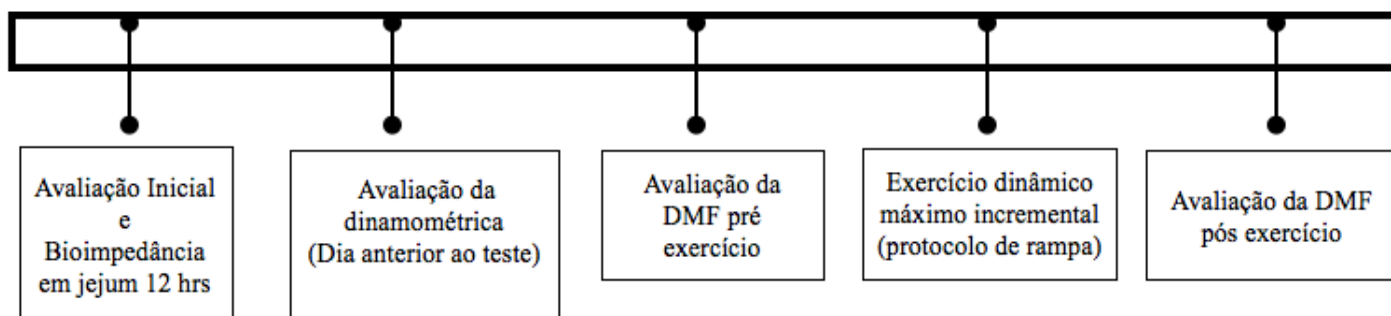 Avaliação Inicial
e
Bioimpedância
em jejum 12 hrs
Avaliação da
dinamométrica
(Dia anterior ao teste)
Avaliação da
DMF pré
exercício
Exercício dinâmico
máximo incremental
(protocolo de rampa)
Avaliação da DMF
pós exercício